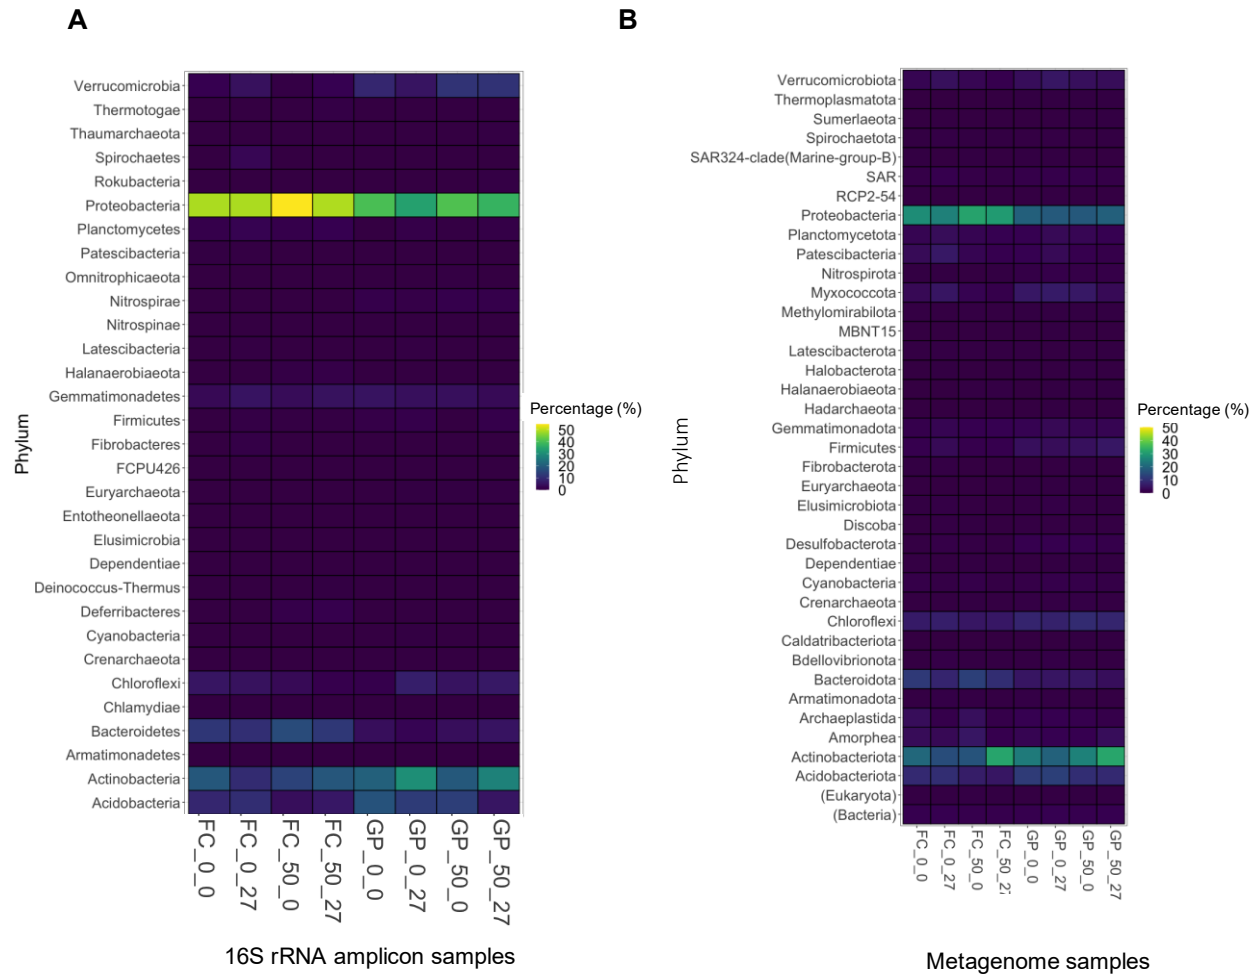 A
Verrucomicrobia
Thermotogae
Thaumarchaeota
Spirochaetes
Rokubacteria
Proteobacteria
Planctomycetes
Patescibacteria
Omnitrophicaeota
Nitrospirae
Nitrospinae
Latescibacteria
Halanaerobiaeota
Gemmatimonadetes
Firmicutes
Fibrobacteres
FCPU426
Euryarchaeota
Entotheonellaeota
Elusimicrobia
Dependentiae
Deinococcus-Thermus
Deferribacteres
Cyanobacteria
Crenarchaeota
Chloroflexi
Chlamydiae
Bacteroidetes
Armatimonadetes
Actinobacteria
Acidobacteria
Phylum
FC_0_0
FC_0_27
FC_50_0
FC_50_27
GP_0_0
GP_0_27
GP_50_0
GP_50_27
16S rRNA amplicon samples
Percentage (%)
50
40
30
20
10
0
B
Verrucomicrobiota
Thermoplasmatota
Sumerlaeota
Spirochaetota
SAR324-clade(Marine-group-B)
SAR
RCP2-54
Proteobacteria
Planctomycetota
Patescibacteria
Nitrospirota
Myxococcota
Methylomirabilota
MBNT15
Latescibacterota
Halobacterota
Halanaerobiaeota
Hadarchaeota
Gemmatimonadota
Firmicutes
Fibrobacterota
Euryarchaeota
Elusimicrobiota
Discoba
Desulfobacterota
Dependentiae
Cyanobacteria
Crenarchaeota
Chloroflexi
Caldatribacteriota
Bdellovibrionota
Bacteroidota
Armatimonadota
Archaeplastida
Amorphea
Actinobacteriota
Acidobacteriota
(Eukaryota)
(Bacteria)
Phylum
FC_0_0
FC_0_27
FC_50_0
FC_50_27
GP_0_0
GP_0_27
GP_50_0
GP_50_27
Metagenome samples
Percentage (%)
50
40
30
20
10
0